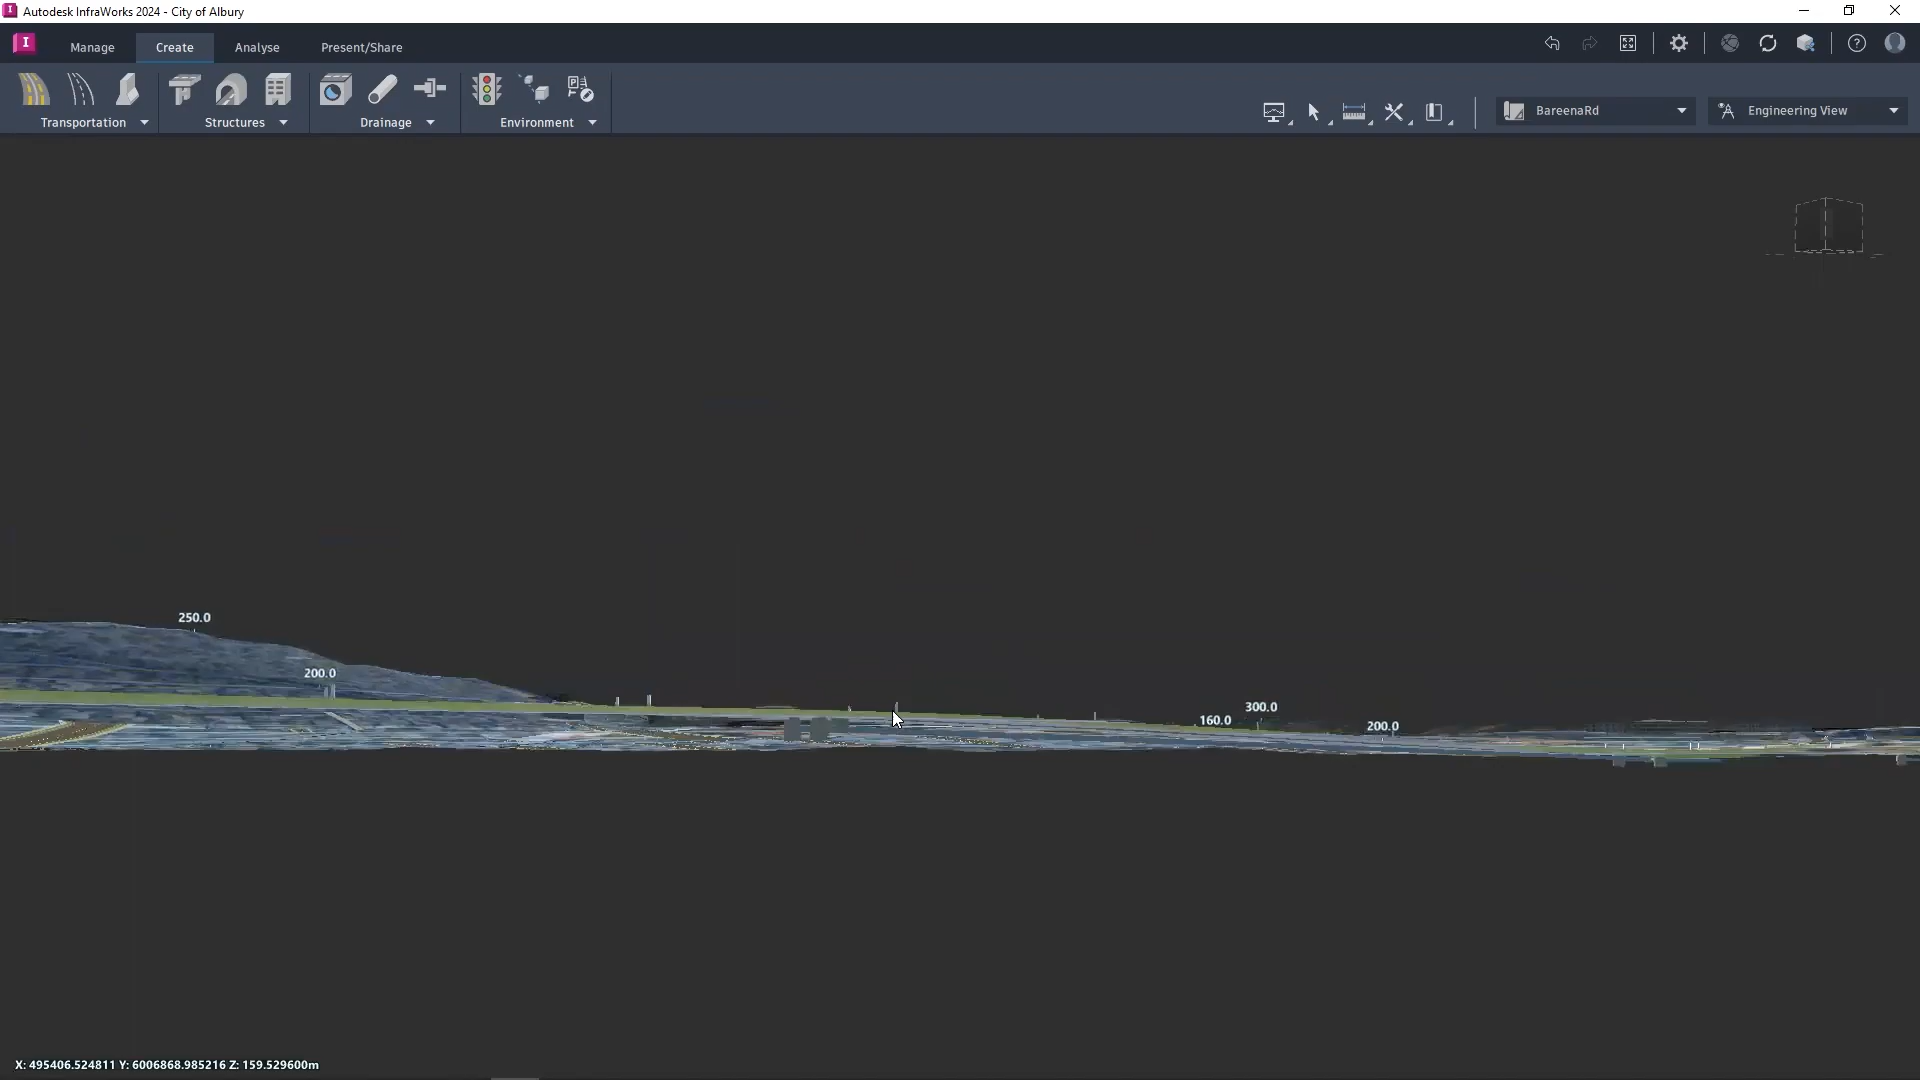 Autodesk InfraWorks 2024 - City of Albury
I
Manage
Create
Analyse
Present/Share
Transportation
Structures
Drainage
Environment
BareenaRd
Engineering View
250.0
200.0
300.0
160.0
200.0
X: 495406.524811 Y: 6006868.985216 Z: 159.529600m